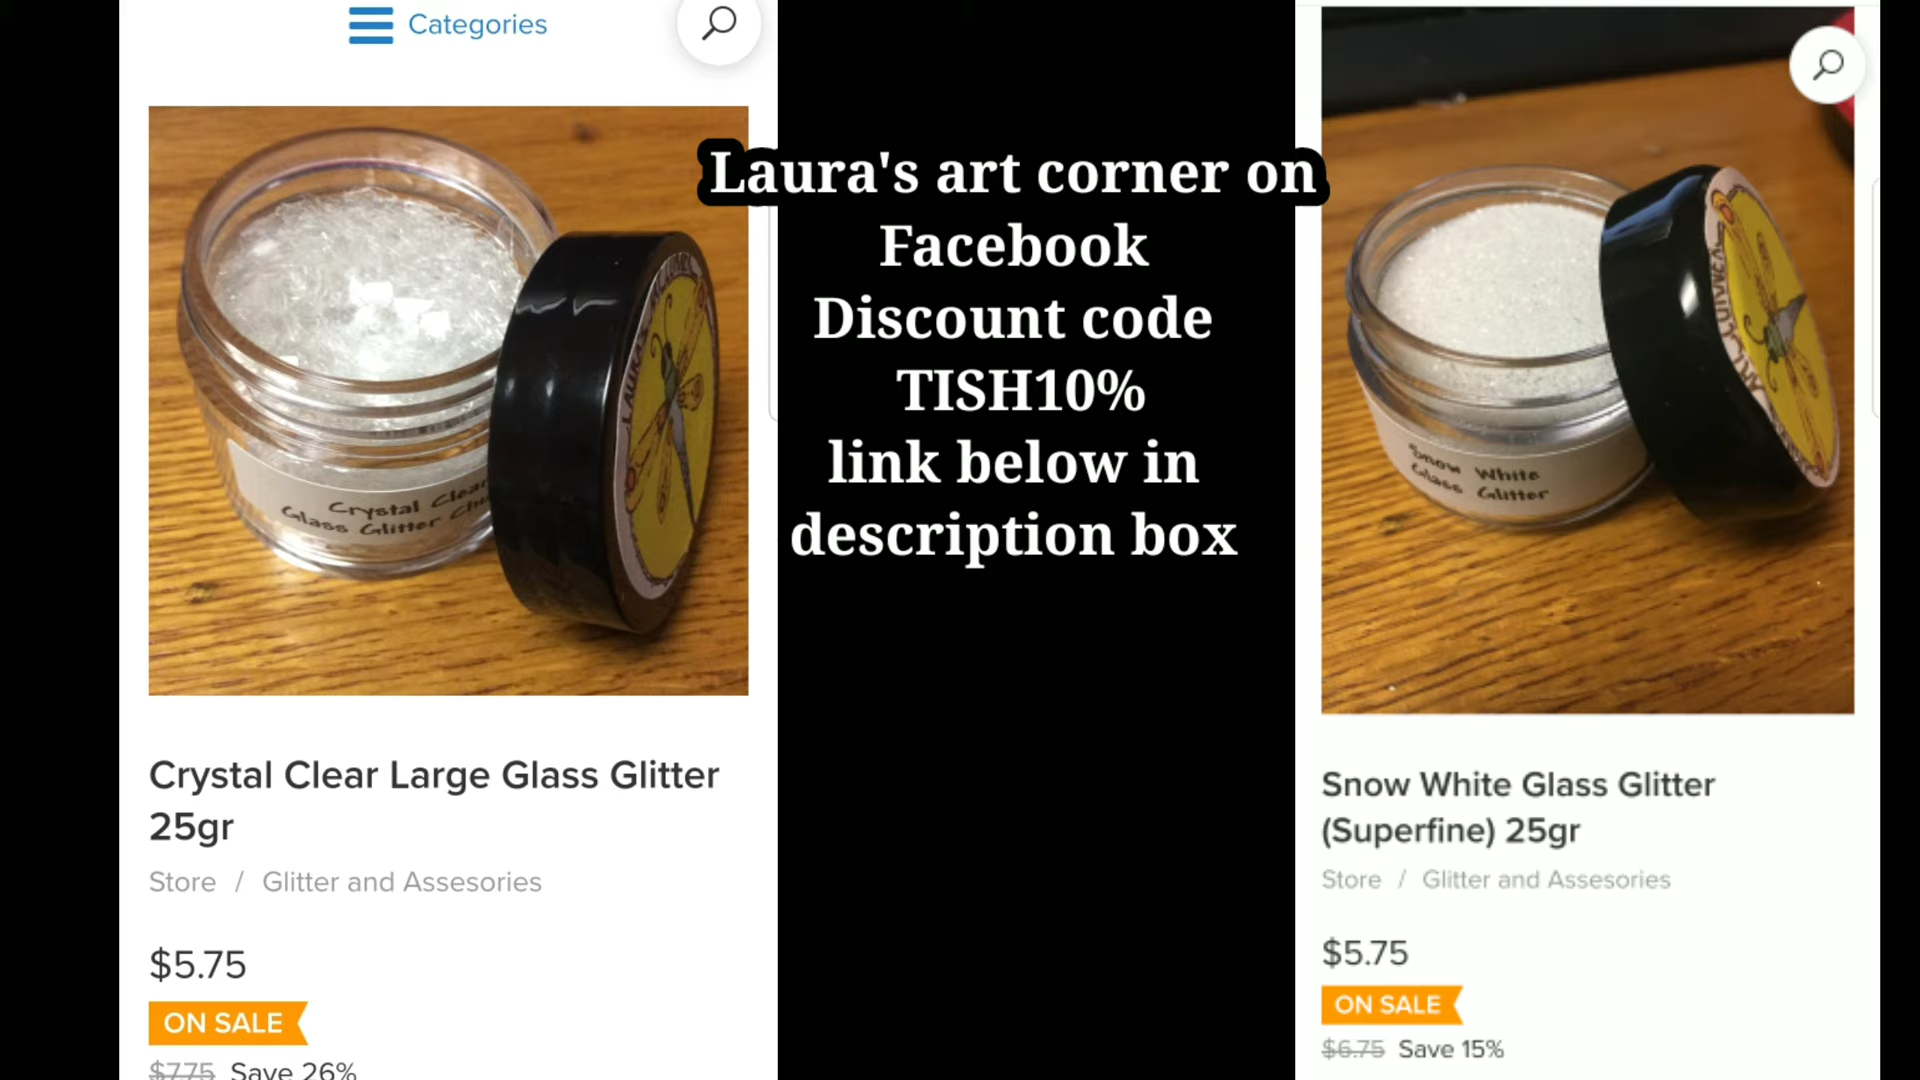 Categories
Crystal Clear
Glass Glitter
Crystal Clear Large Glass Glitter
25gr
Store / Glitter and Assesories
$5.75
ON SALE
$7.75 Save 26%
Laura's art corner on
Facebook
Discount code
TISH10%
link below in
description box
Snow White
Glass Glitter
Snow White Glass Glitter
(Superfine) 25gr
Store / Glitter and Assesories
$5.75
ON SALE
$6.75 Save 15%